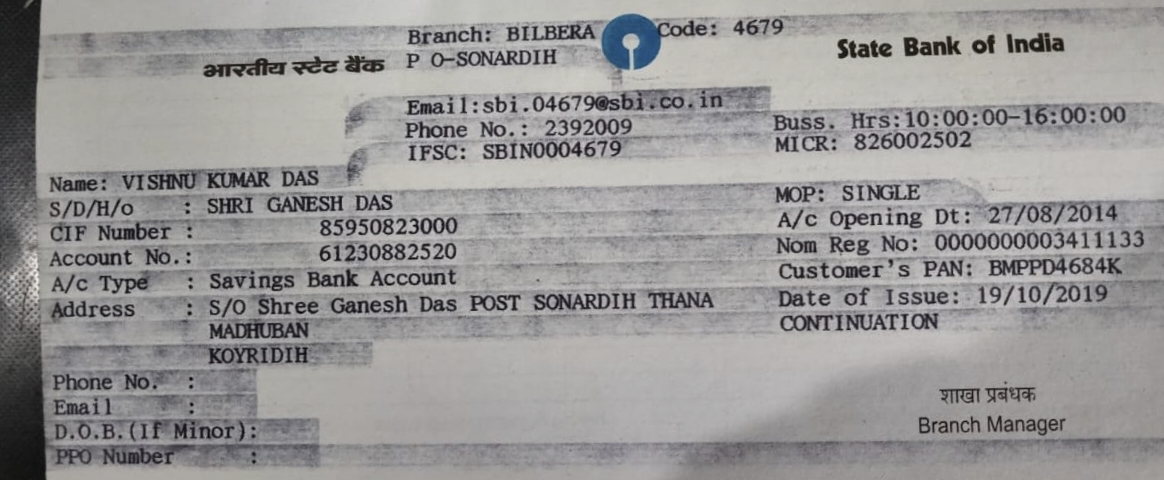 Branch: BILBERA Code: 4679
भारतीय स्टेट बैंक P O-SONARDIH State Bank of India
Email:sbi.04679@sbi.co.in
Phone No.: 2392009 Buss. Hrs:10:00:00-16:00:00
IFSC: SBIN0004679 MICR: 826002502
Name: VISHNU KUMAR DAS MOP: SINGLE
S/D/H/o : SHRI GANESH DAS A/c Opening Dt: 27/08/2014
CIF Number : 85950823000 Nom Reg No: 0000000003411133
Account No.: 61230882520 Customer's PAN: BMPPD4684K
A/c Type : Savings Bank Account Date of Issue: 19/10/2019
Address : S/O Shree Ganesh Das POST SONARDIH THANA CONTINUATION
MADHUBAN
KOYRIDIH
Phone No. :
Email :
D.O.B.(If Minor):
PPO Number :
शाखा प्रबंधक
Branch Manager